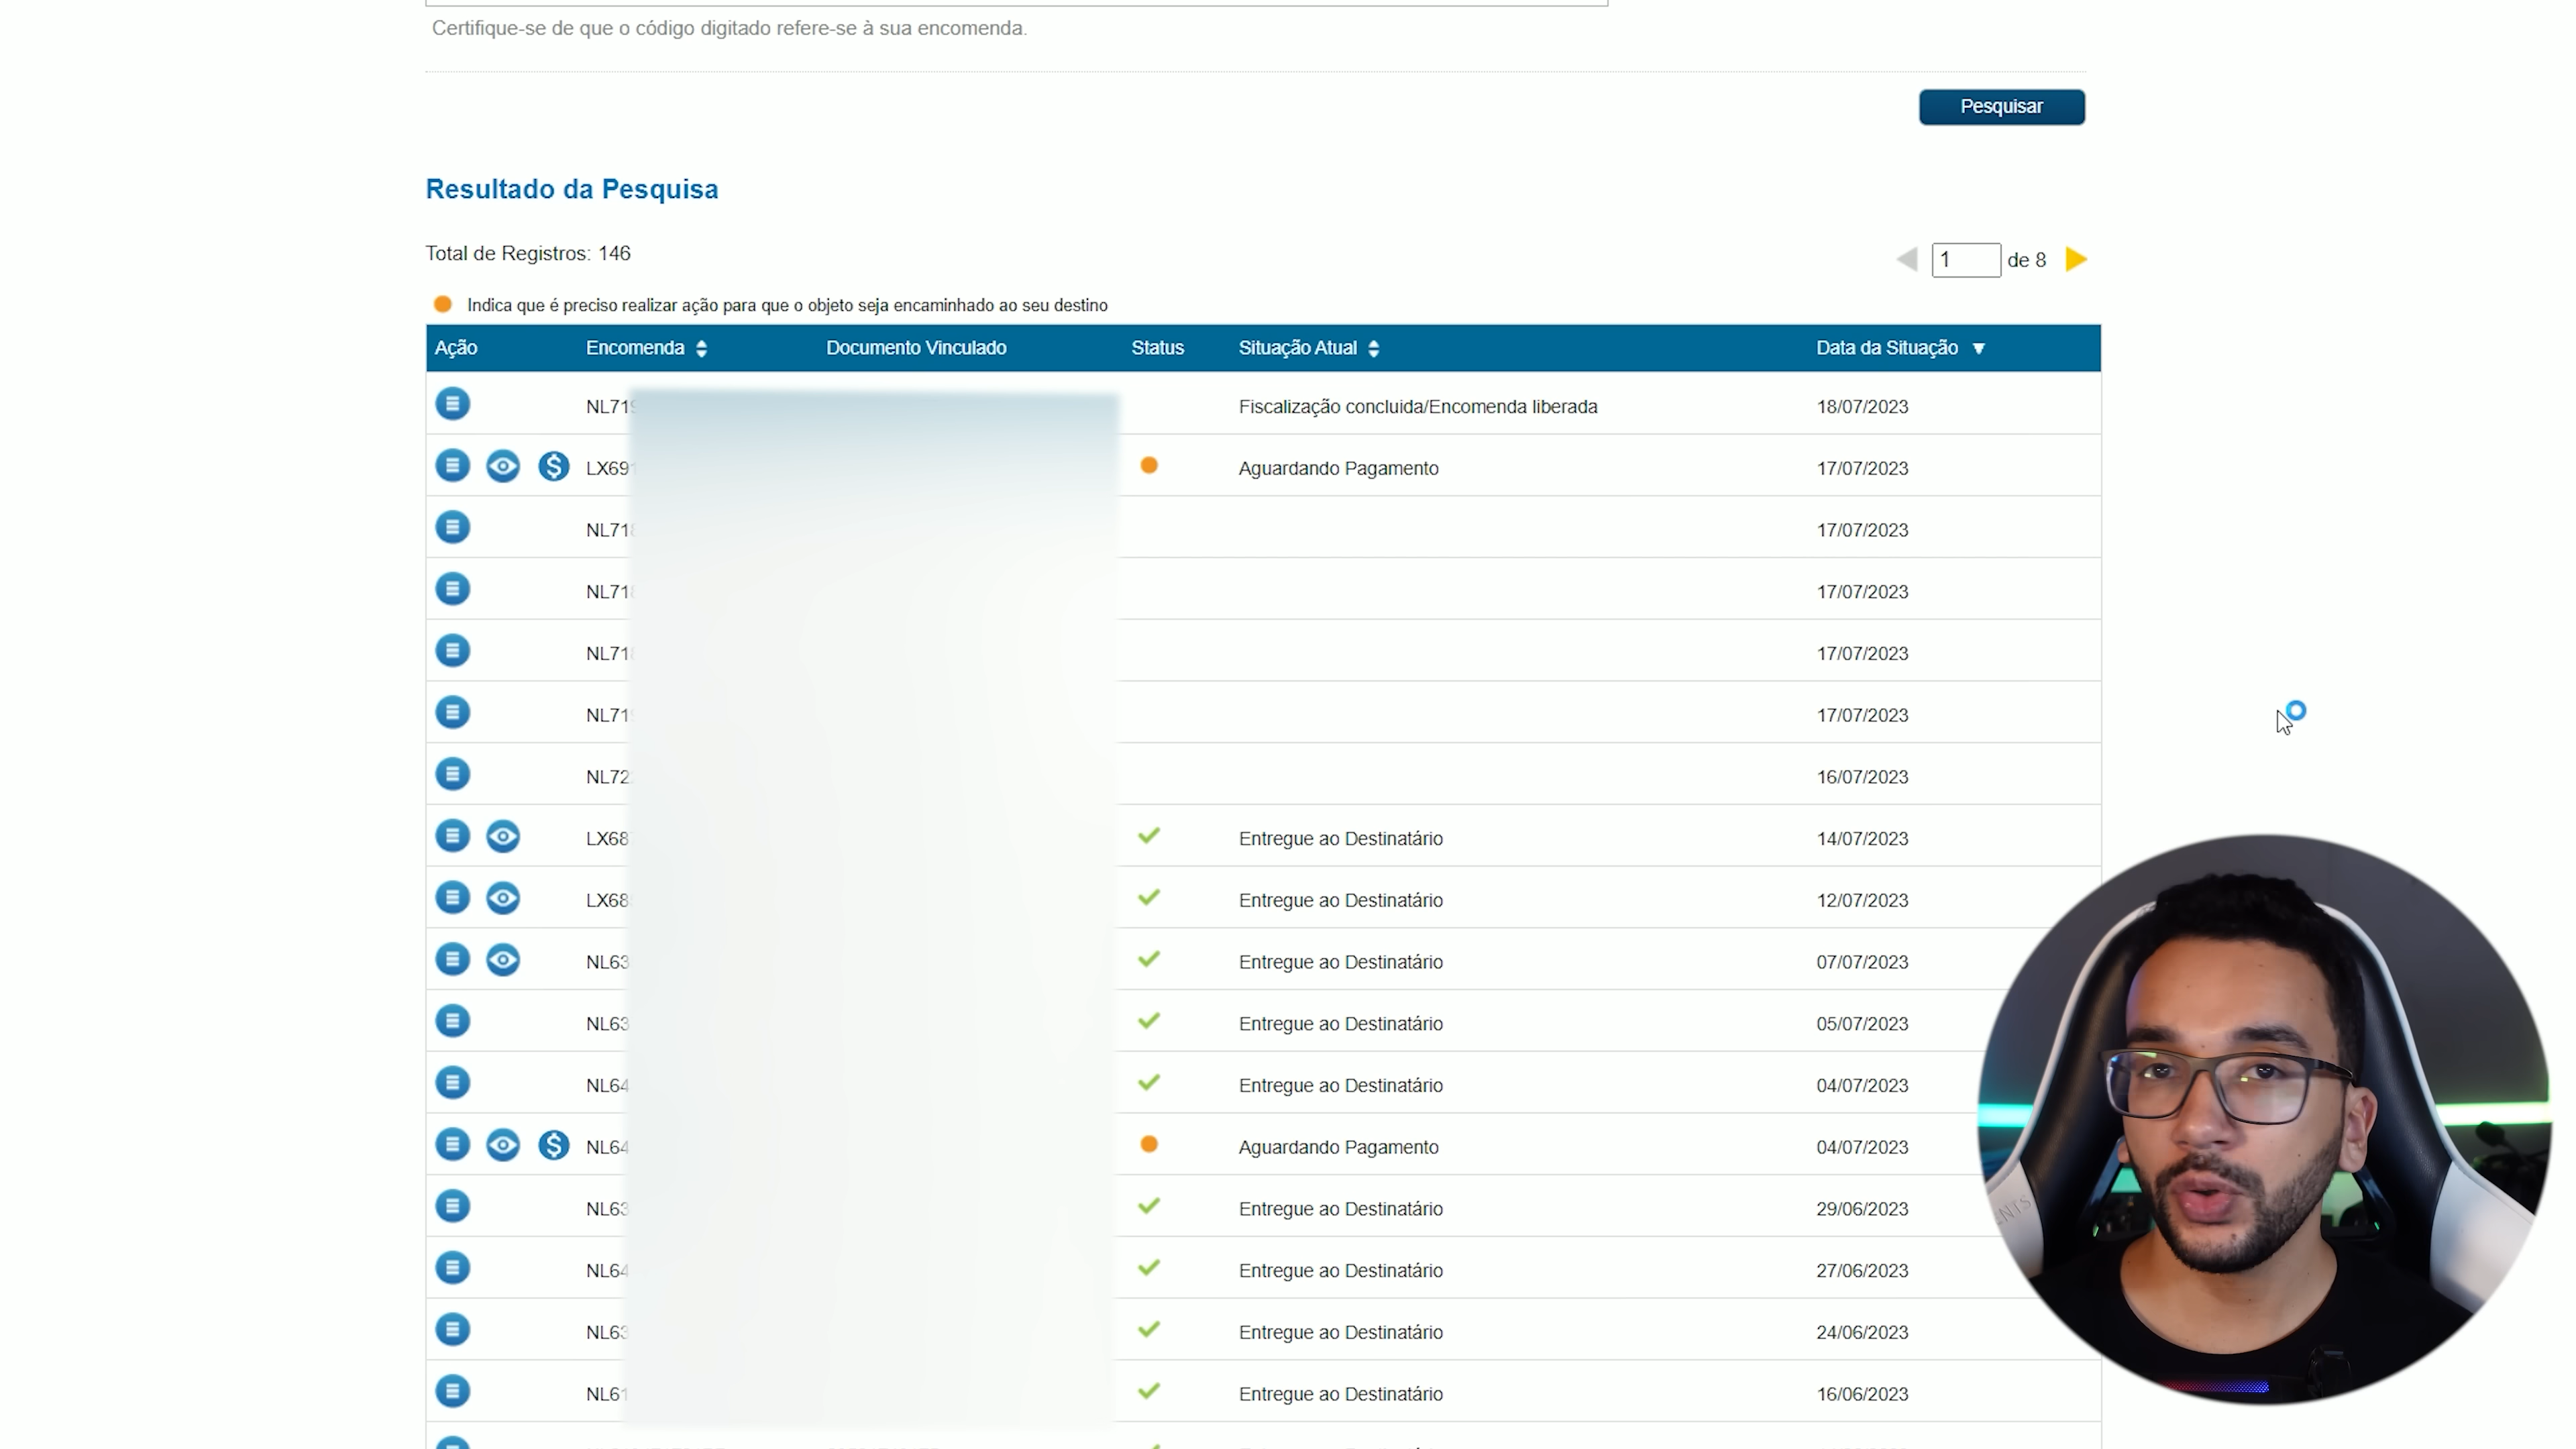 Certifique-se de que o código digitado refere-se à sua encomenda.
Pesquisar
Resultado da Pesquisa
Total de Registros: 146
1 de 8
Indica que é preciso realizar ação para que o objeto seja encaminhado ao seu destino
Ação Encomenda Documento Vinculado Status Situação Atual Data da Situação
NL719 Fiscalização concluida/Encomenda liberada 18/07/2023
LX691 Aguardando Pagamento 17/07/2023
NL718 17/07/2023
NL718 17/07/2023
NL718 17/07/2023
NL71 17/07/2023
NL72 16/07/2023
LX68 Entregue ao Destinatário 14/07/2023
LX68 Entregue ao Destinatário 12/07/2023
NL63 Entregue ao Destinatário 07/07/2023
NL63 Entregue ao Destinatário 05/07/2023
NL64 Entregue ao Destinatário 04/07/2023
NL64 Aguardando Pagamento 04/07/2023
NL63 Entregue ao Destinatário 29/06/2023
NL64 Entregue ao Destinatário 27/06/2023
NL63 Entregue ao Destinatário 24/06/2023
NL61 Entregue ao Destinatário 16/06/2023